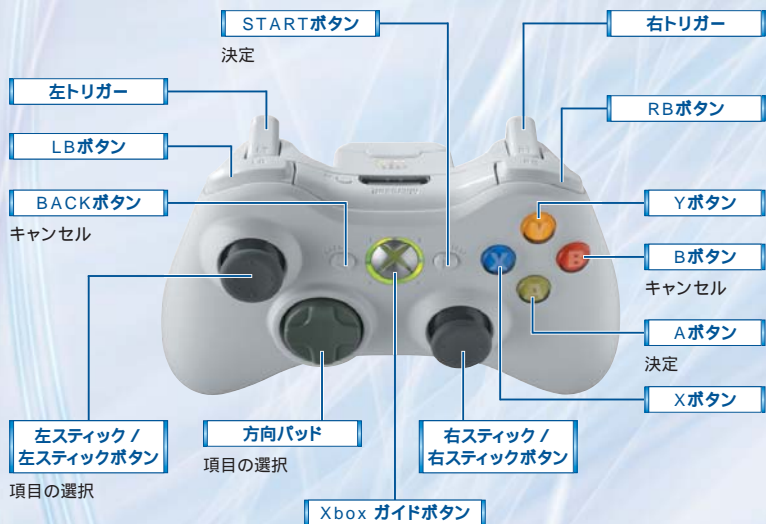 STARTボタン
決定
右トリガー
左トリガー
RBボタン
LBボタン
BACKボタン
キャンセル
Yボタン
Bボタン
キャンセル
Aボタン
決定
Xボタン
左スティック /
左スティックボタン
項目の選択
方向パッド
項目の選択
右スティック /
右スティックボタン
Xbox ガイドボタン
Y
X
B
A